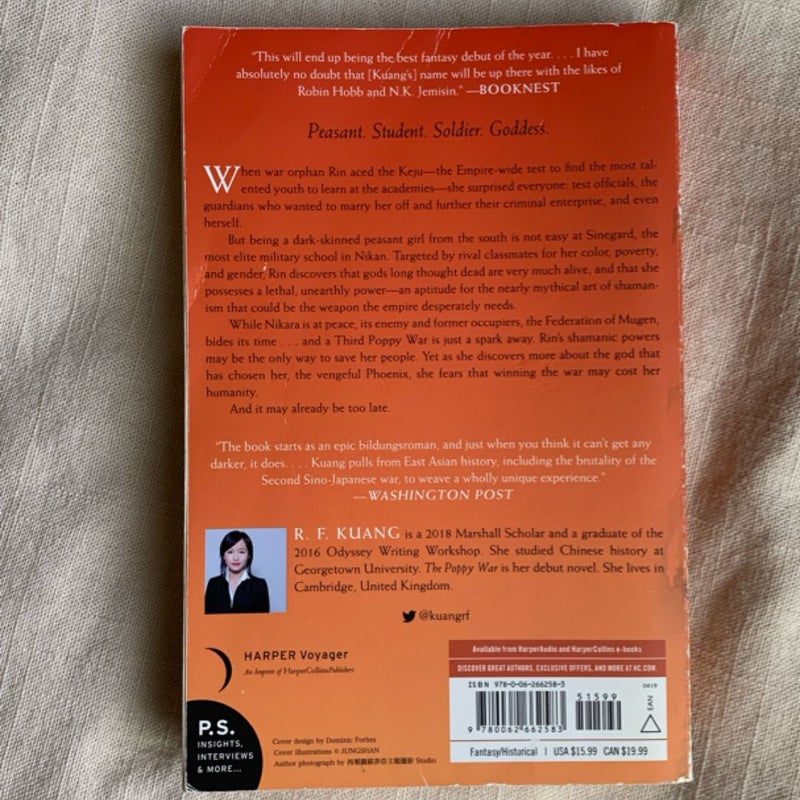 "This will end up being the best fantasy debut of the year. . . . I have
absolutely no doubt that [Kuang's] name will be up there with the likes of
Robin Hobb and N.K. Jemisin." —BOOKNEST
Peasant. Student. Soldier. Goddess.
When war orphan Rin aced the Keju—the Empire-wide test to find the most tal-
ented youth to learn at the academies—she surprised everyone: test officials, the
guardians who wanted to marry her off and further their criminal enterprise, and even
herself.
But being a dark-skinned peasant girl from the south is not easy at Sinegard, the
most elite military school in Nikan. Targeted by rival classmates for her color, poverty,
and gender, Rin discovers that gods long thought dead are very much alive, and that she
possesses a lethal, unearthly power—an aptitude for the nearly mythical art of shaman-
ism that could be the weapon the empire desperately needs.
While Nikara is at peace, its enemy and former occupiers, the Federation of Mugen,
bides its time . . . and a Third Poppy War is just a spark away. Rin's shamanic powers
may be the only way to save her people. Yet as she discovers more about the god that
has chosen her, the vengeful Phoenix, she fears that winning the war may cost her
humanity.
And it may already be too late.
"The book starts as an epic bildungsroman, and just when you think it can't get any
darker, it does. . . . Kuang pulls from East Asian history, including the brutality of the
Second Sino-Japanese war, to weave a wholly unique experience."
—WASHINGTON POST
R. F. KUANG is a 2018 Marshall Scholar and a graduate of the
2016 Odyssey Writing Workshop. She studied Chinese history at
Georgetown University. The Poppy War is her debut novel. She lives in
Cambridge, United Kingdom.
@kuangrf
HARPER Voyager
An Imprint of HarperCollinsPublishers
P.S.
INSIGHTS,
INTERVIEWS
& MORE...
Cover design by Dominic Forbes
Cover illustrations © JUNGSHAN
Author photograph by Studio
Available from HarperAudio and HarperCollins e-books
DISCOVER GREAT AUTHORS, EXCLUSIVE OFFERS, AND MORE AT HC.COM.
ISBN 978-0-06-266258-3
51599
0419
EAN
9 780062 662583
Fantasy/Historical | USA $15.99 CAN $19.99